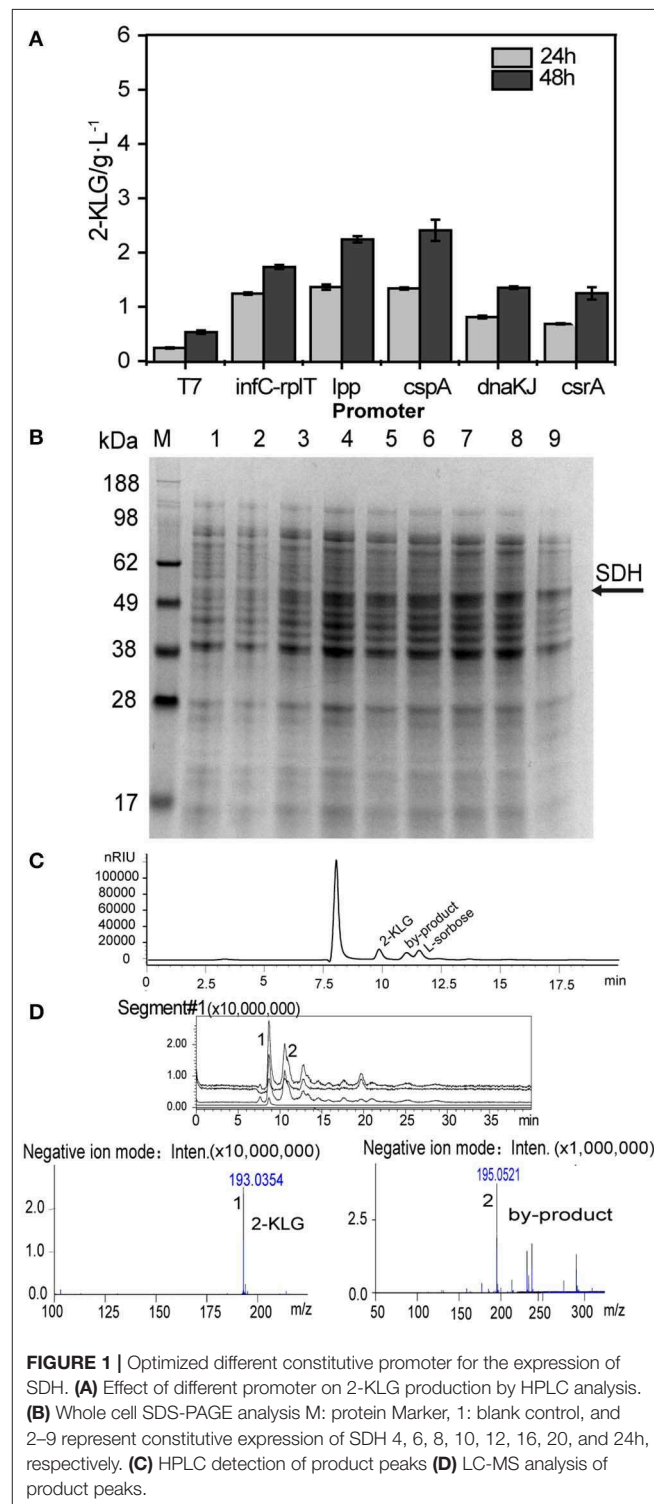 A
6
5
4
3
2
1
0
2-KLG/g·L⁻¹
24h
48h
T7 infC-rplT lpp cspA dnaKJ csrA
Promoter
B
kDa M 1 2 3 4 5 6 7 8 9
188
98
62
49
38
28
17
SDH
C
nRIU
100000
80000
60000
40000
20000
0
2-KLG
by-product
L-sorbose
0 2.5 5 7.5 10 12.5 15 17.5 min
D
Segment#1(x10,000,000)
2.00
1.00
0.00
1
2
0 5 10 15 20 25 30 35 min
Negative ion mode: Inten.(x10,000,000)
193.0354
1
2-KLG
2.0
1.0
0.0
100 125 150 175 200 m/z
Negative ion mode: Inten. (x1,000,000)
195.0521
2
by-product
2.5
0.0
50 100 150 200 250 300 m/z
FIGURE 1 | Optimized different constitutive promoter for the expression of
SDH. (A) Effect of different promoter on 2-KLG production by HPLC analysis.
(B) Whole cell SDS-PAGE analysis M: protein Marker, 1: blank control, and
2–9 represent constitutive expression of SDH 4, 6, 8, 10, 12, 16, 20, and 24h,
respectively. (C) HPLC detection of product peaks (D) LC-MS analysis of
product peaks.